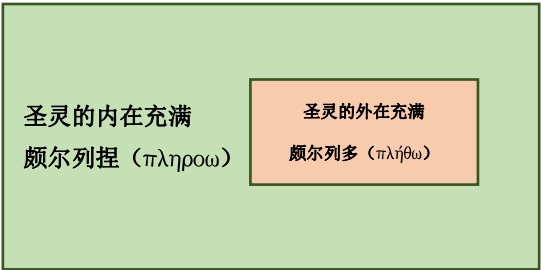 圣灵的内在充满
颇尔列捏（πληροω）
圣灵的外在充满
颇尔列多（πλήθω）